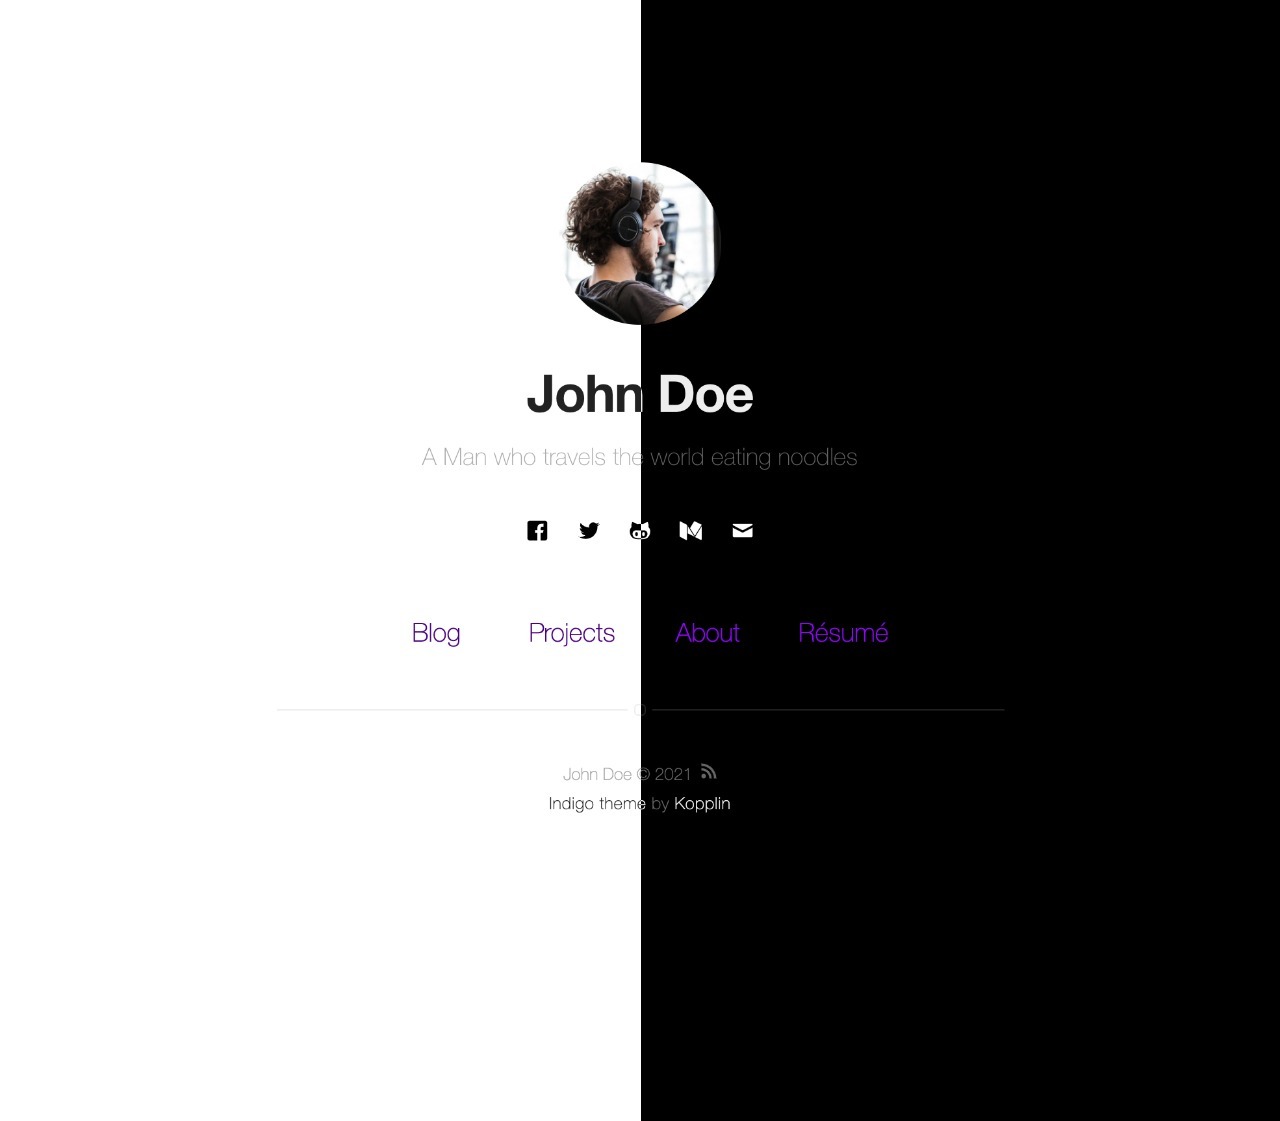 John Doe
A Man who travels the world eating noodles
Blog Projects About Résumé
John Doe © 2021
Indigo theme by Kopplin